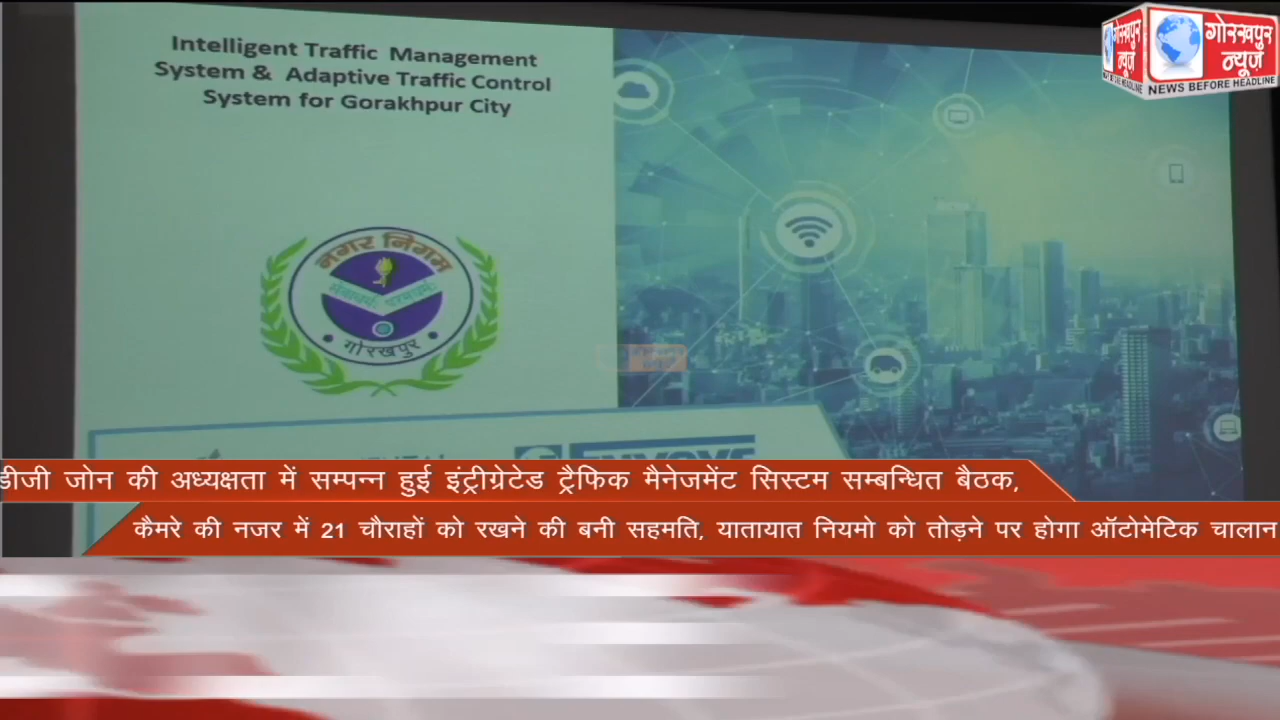 Intelligent Traffic Management
System & Adaptive Traffic Control
System for Gorakhpur City
गोरखपुर
न्यूज़
NEWS BEFORE HEADLINE
गोरखपुर
न्यूज़
नगर निगम
गोरखपुर
डीजी जोन की अध्यक्षता में सम्पन्न हुई इंट्रीग्रेटेड ट्रैफिक मैनेजमेंट सिस्टम सम्बन्धित बैठक,
कैमरे की नजर में 21 चौराहों को रखने की बनी सहमति, यातायात नियमो को तोड़ने पर होगा ऑटोमेटिक चालान